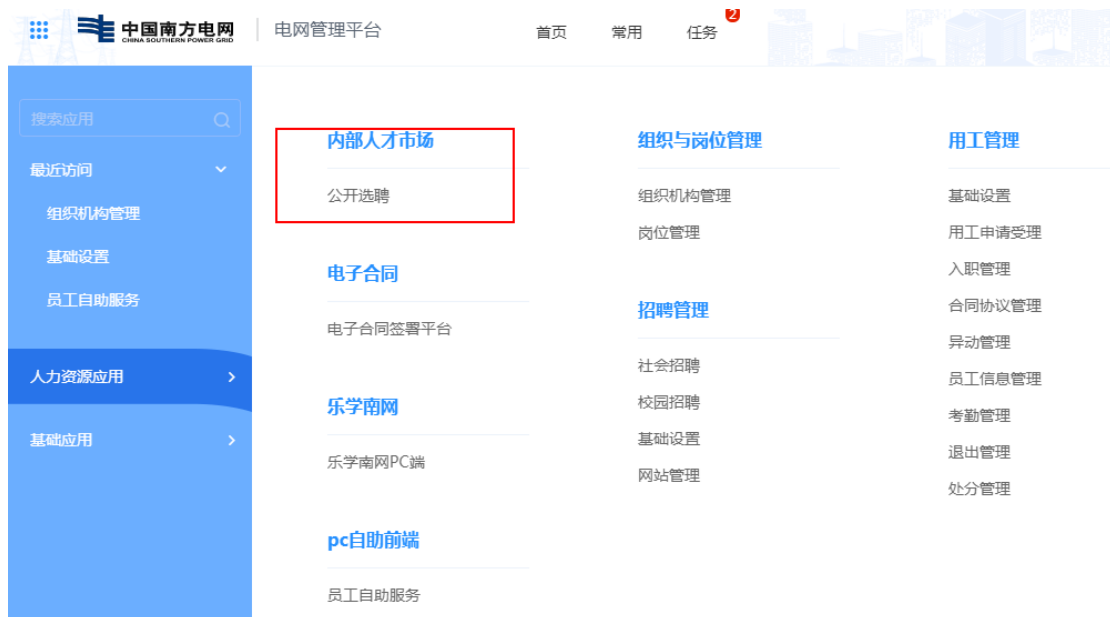 中国南方电网
CHINA SOUTHERN POWER GRID
电网管理平台
首页
常用
任务
2
搜索应用
最近访问
组织机构管理
基础设置
员工自助服务
人力资源应用
基础应用
内部人才市场
公开选聘
电子合同
电子合同签署平台
乐学南网
乐学南网PC端
pc自助前端
员工自助服务
组织与岗位管理
组织机构管理
岗位管理
招聘管理
社会招聘
校园招聘
基础设置
网站管理
用工管理
基础设置
用工申请受理
入职管理
合同协议管理
异动管理
员工信息管理
考勤管理
退出管理
处分管理